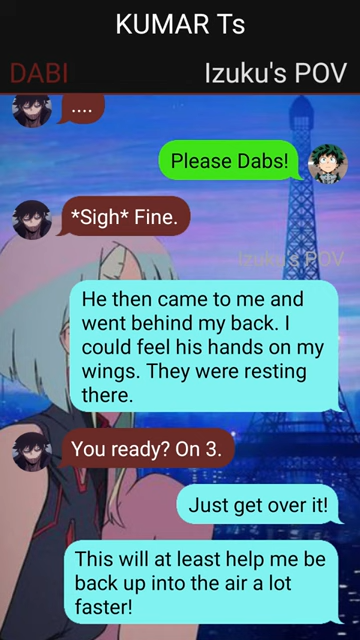 KUMAR Ts
DABI
Izuku's POV
....
Please Dabs!
*Sigh* Fine.
Izuku's POV
He then came to me and
went behind my back. I
could feel his hands on my
wings. They were resting
there.
You ready? On 3.
Just get over it!
This will at least help me be
back up into the air a lot
faster!